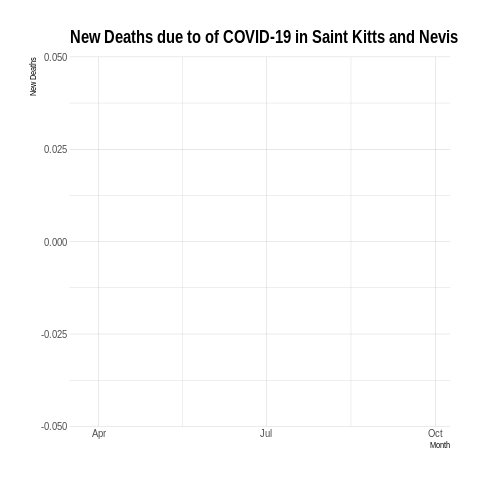 New Deaths due to of COVID-19 in Saint Kitts and Nevis
New Deaths
0.050
0.025
0.000
-0.025
-0.050
Apr
Jul
Oct
Month